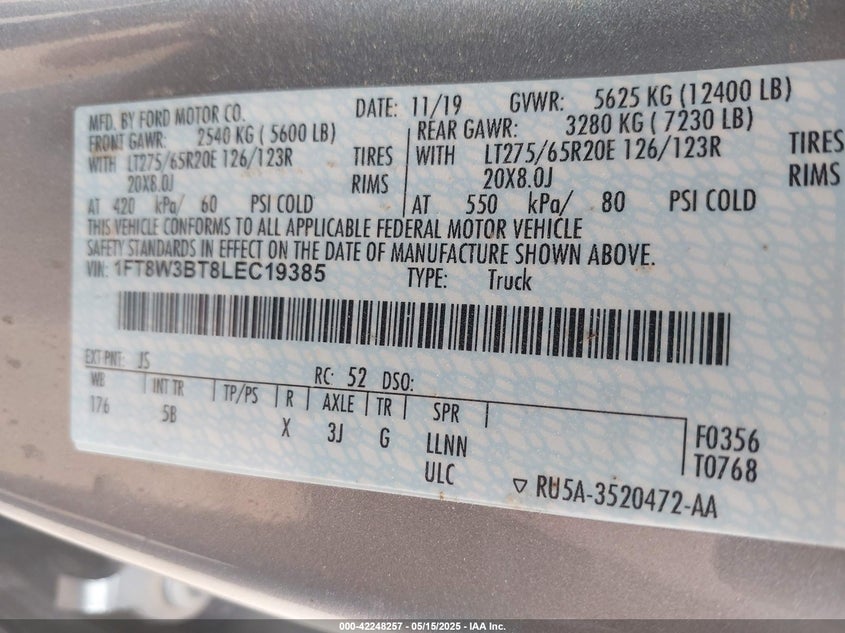 MFD. BY FORD MOTOR CO. DATE: 11/19 GVWR: 5625 KG (12400 LB)
FRONT GAWR: 2540 KG ( 5600 LB) REAR GAWR: 3280 KG ( 7230 LB)
WITH LT275/65R20E 126/123R TIRES WITH LT275/65R20E 126/123R TIRES
20X8.0J RIMS 20X8.0J RIMS
AT 420 kPa/ 60 PSI COLD AT 550 kPa/ 80 PSI COLD
THIS VEHICLE CONFORMS TO ALL APPLICABLE FEDERAL MOTOR VEHICLE
SAFETY STANDARDS IN EFFECT ON THE DATE OF MANUFACTURE SHOWN ABOVE.
VIN: 1FT8W3BT8LEC19385 TYPE: Truck
EXT PNT: JS RC: 52 DSO:
WB INT TR TP/PS R AXLE TR SPR
176 5B X 3J G LLNN F0356
ULC T0768
▽ RU5A-3520472-AA
000-42248257 - 05/15/2025 - IAA Inc.